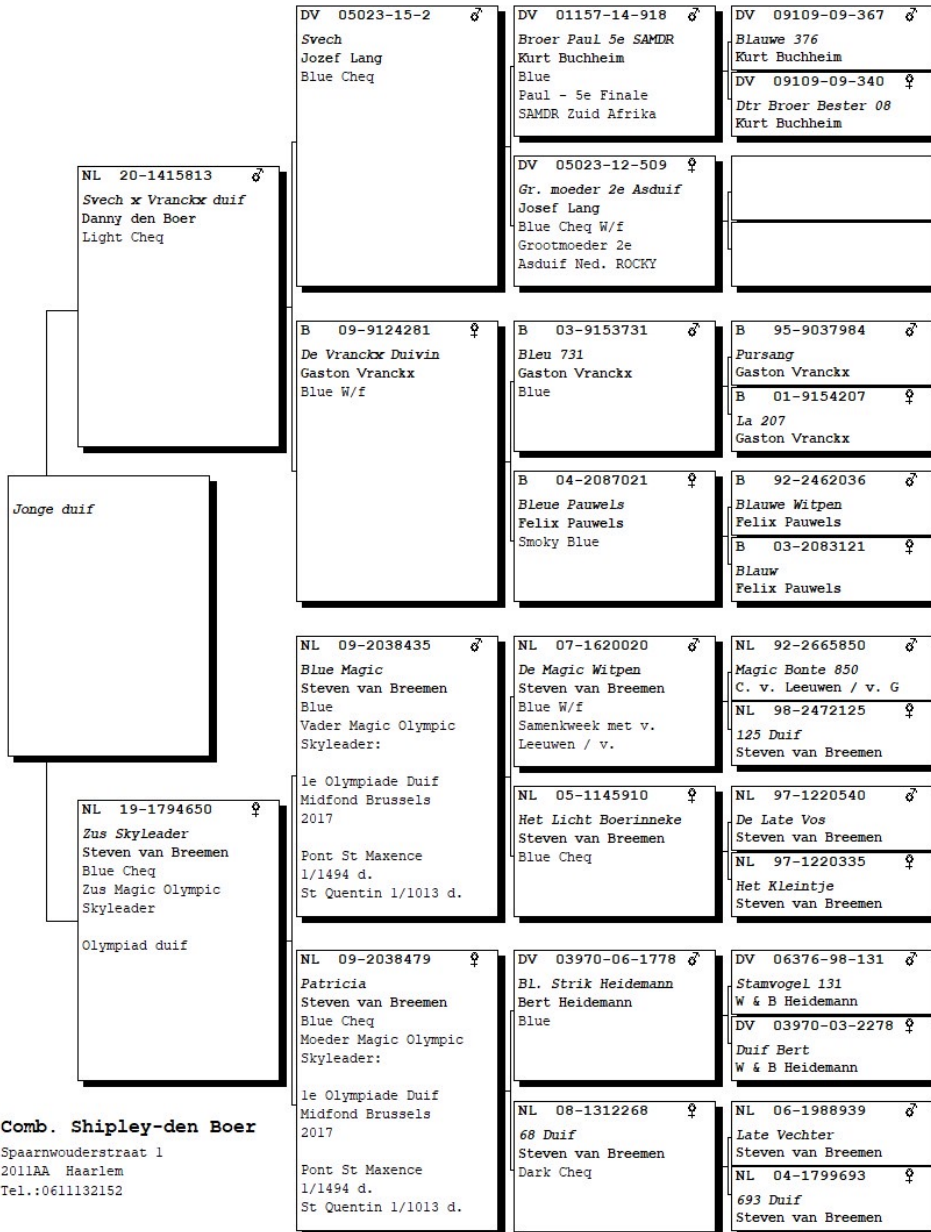 DV 05023-15-2 ♂
Svech
Jozef Lang
Blue Cheq
DV 01157-14-918 ♂
Broer Paul 5e SAMDR
Kurt Buchheim
Blue
Paul - 5e Finale
SAMDR Zuid Afrika
DV 09109-09-367 ♂
Blauwe 376
Kurt Buchheim
DV 09109-09-340 ♀
Dtr Broer Bester 08
Kurt Buchheim
NL 20-1415813 ♂
Svech x Vranckx duif
Danny den Boer
Light Cheq
DV 05023-12-509 ♀
Gr. moeder 2e Asduif
Josef Lang
Blue Cheq W/f
Grootmoeder 2e
Asduif Ned. ROCKY
B 09-9124281 ♀
De Vranckx Duivin
Gaston Vranckx
Blue W/f
B 03-9153731 ♂
Bleu 731
Gaston Vranckx
Blue
B 95-9037984 ♂
Pursang
Gaston Vranckx
B 01-9154207 ♀
La 207
Gaston Vranckx
B 04-2087021 ♀
Bleue Pauwels
Felix Pauwels
Smoky Blue
B 92-2462036 ♂
Blauwe Witpen
Felix Pauwels
B 03-2083121 ♀
Blauw
Felix Pauwels
Jonge duif
NL 09-2038435 ♂
Blue Magic
Steven van Breemen
Blue
Vader Magic Olympic
Skyleader:
1e Olympiade Duif
Midfond Brussels
2017
Pont St Maxence
1/1494 d.
St Quentin 1/1013 d.
NL 07-1620020 ♂
De Magic Witpen
Steven van Breemen
Blue W/f
Samenkweek met v.
Leeuwen / v.
NL 92-2665850 ♂
Magic Bonte 850
C. v. Leeuwen / v. G
NL 98-2472125 ♀
125 Duif
Steven van Breemen
NL 05-1145910 ♀
Het Licht Boerinneke
Steven van Breemen
Blue Cheq
NL 97-1220540 ♂
De Late Vos
Steven van Breemen
NL 97-1220335 ♀
Het Kleintje
Steven van Breemen
NL 19-1794650 ♀
Zus Skyleader
Steven van Breemen
Blue Cheq
Zus Magic Olympic
Skyleader
Olympiad duif
NL 09-2038479 ♀
Patricia
Steven van Breemen
Blue Cheq
Moeder Magic Olympic
Skyleader:
1e Olympiade Duif
Midfond Brussels
2017
Pont St Maxence
1/1494 d.
St Quentin 1/1013 d.
DV 03970-06-1778 ♂
Bl. Strik Heidemann
Bert Heidemann
Blue
DV 06376-98-131 ♂
Stamvogel 131
W & B Heidemann
DV 03970-03-2278 ♀
Duif Bert
W & B Heidemann
NL 08-1312268 ♀
68 Duif
Steven van Breemen
Dark Cheq
NL 06-1988939 ♂
Late Vechter
Steven van Breemen
NL 04-1799693 ♀
693 Duif
Steven van Breemen
Comb. Shipley-den Boer
Spaarnwouderstraat 1
2011AA Haarlem
Tel.:0611132152